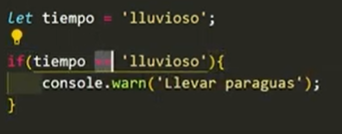 let tiempo = 'lluvioso';
if(tiempo == 'lluvioso'){
console.warn('Llevar paraguas');
}